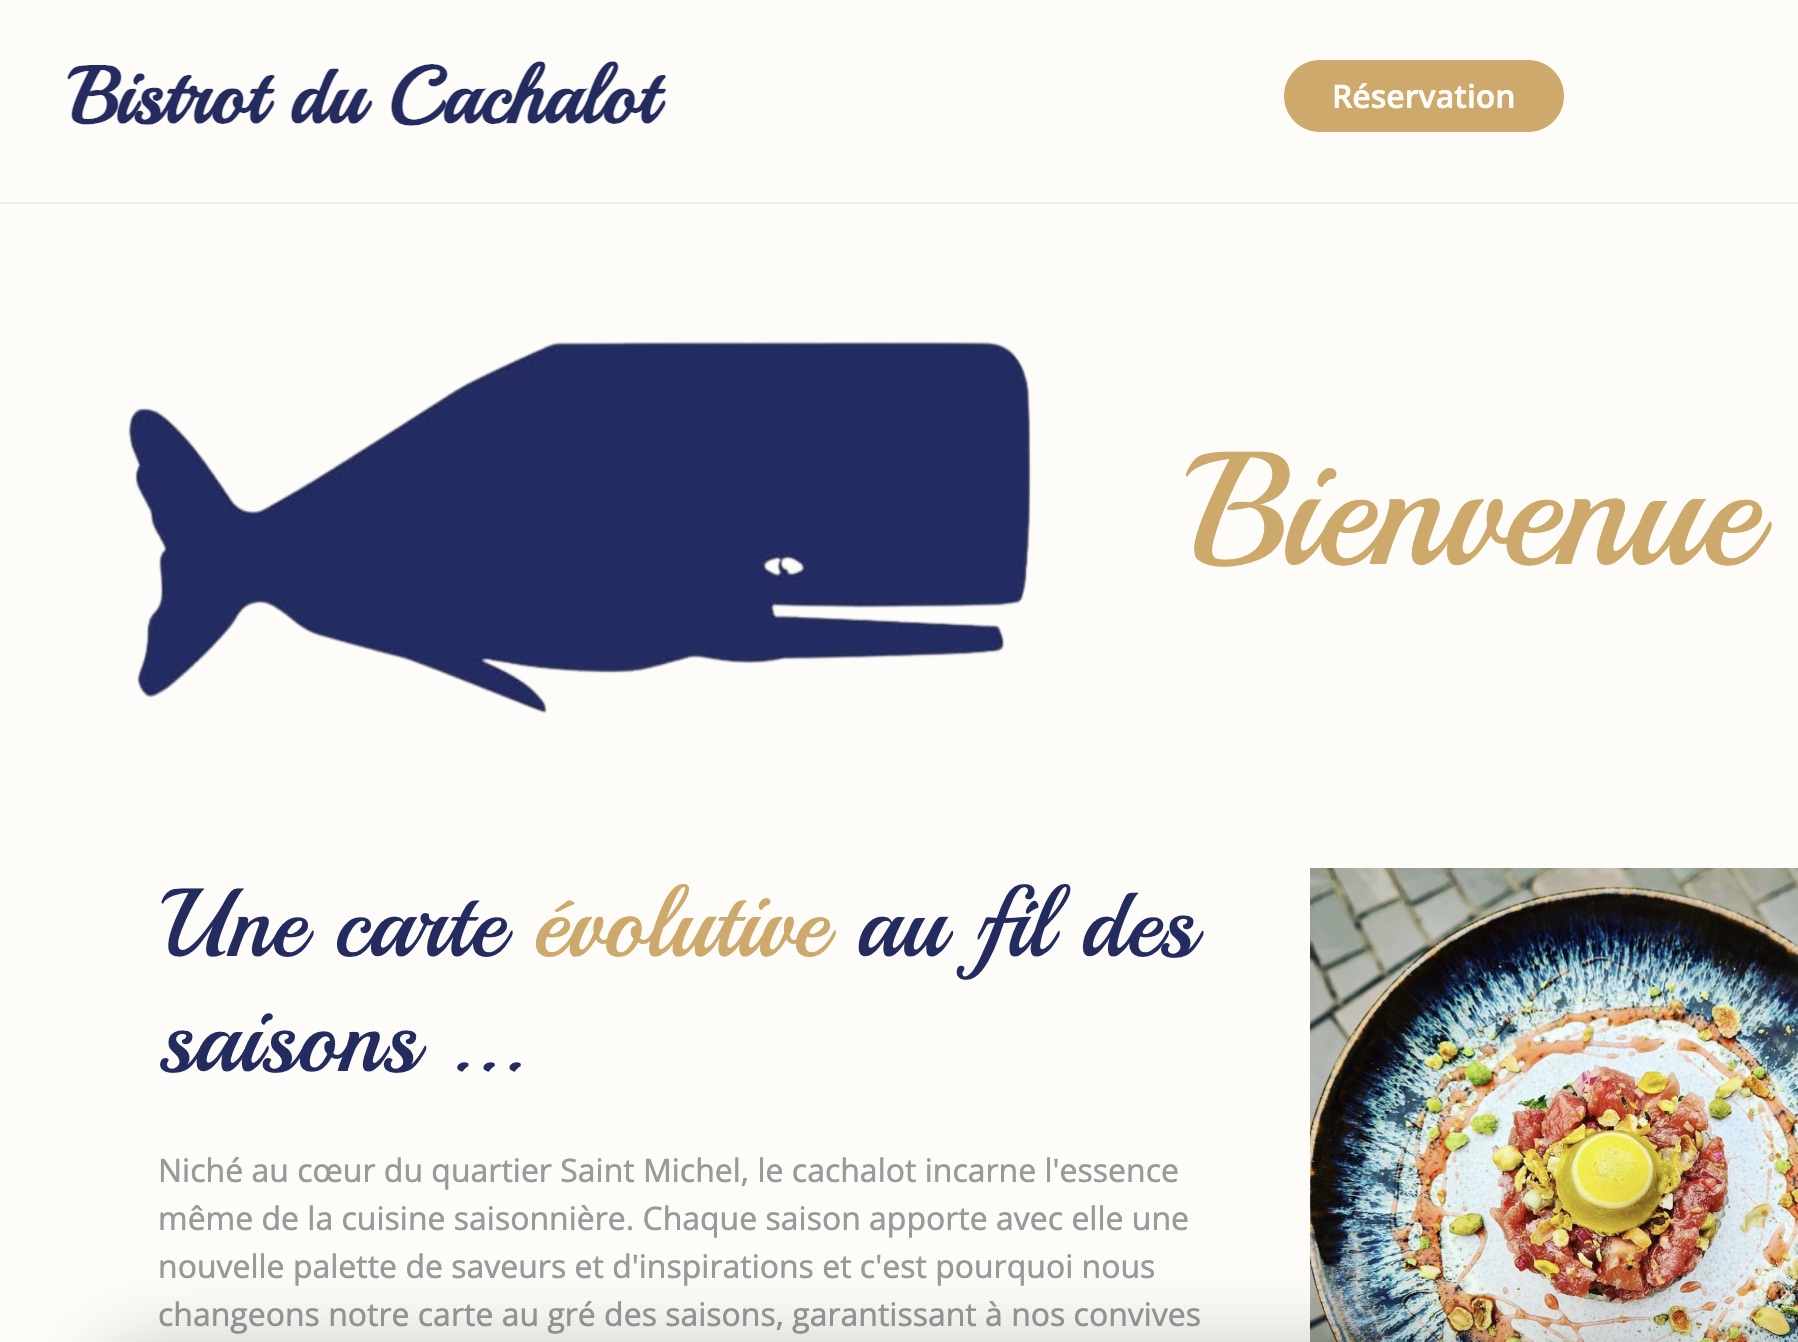 Bistrot du Cachalot
Réservation
Bienvenue
Une carte évolutive au fil des
saisons ...
Niché au cœur du quartier Saint Michel, le cachalot incarne l'essence
même de la cuisine saisonnière. Chaque saison apporte avec elle une
nouvelle palette de saveurs et d'inspirations et c'est pourquoi nous
changeons notre carte au gré des saisons, garantissant à nos convives